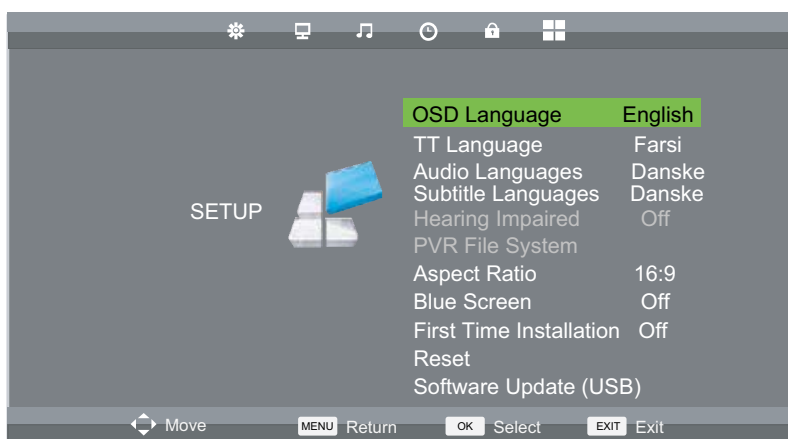 SETUP
OSD Language English
TT Language Farsi
Audio Languages Danske
Subtitle Languages Danske
Hearing Impaired Off
PVR File System
Aspect Ratio 16:9
Blue Screen Off
First Time Installation Off
Reset
Software Update (USB)
Move MENU Return OK Select EXIT Exit